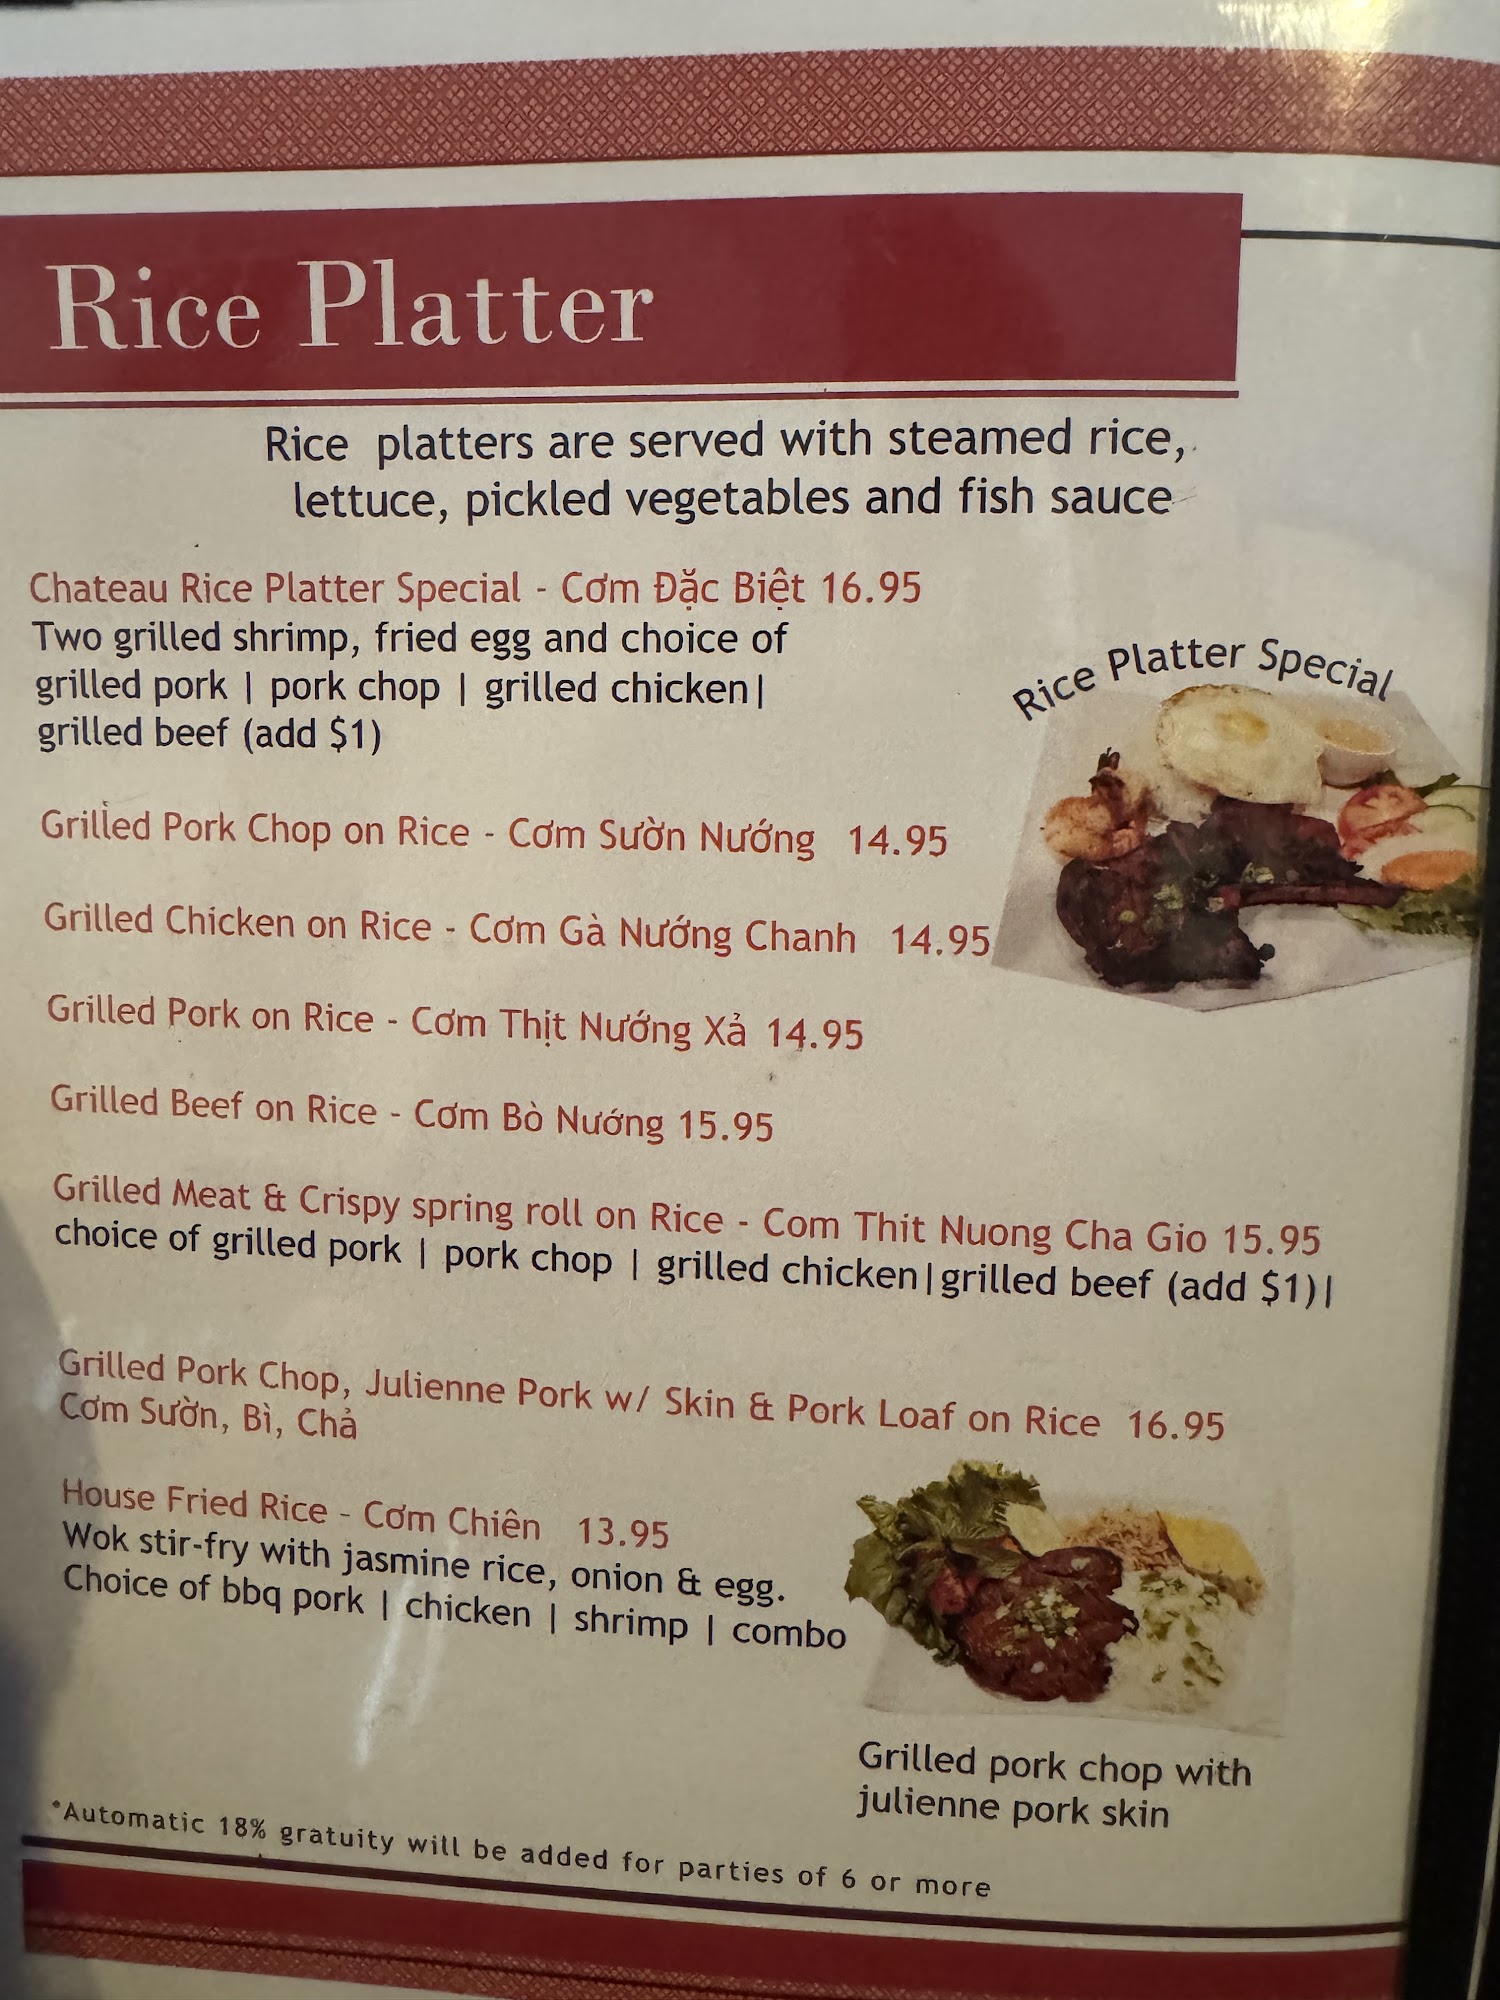 Rice Platter
Rice platters are served with steamed rice,
lettuce, pickled vegetables and fish sauce
Chateau Rice Platter Special - Cơm Đặc Biệt 16.95
Two grilled shrimp, fried egg and choice of
grilled pork | pork chop | grilled chicken|
grilled beef (add $1)
Rice Platter Special
Grilled Pork Chop on Rice - Cơm Sườn Nướng 14.95
Grilled Chicken on Rice - Cơm Gà Nướng Chanh 14.95
Grilled Pork on Rice - Cơm Thịt Nướng Xả 14.95
Grilled Beef on Rice - Cơm Bò Nướng 15.95
Grilled Meat & Crispy spring roll on Rice - Com Thit Nuong Cha Gio 15.95
choice of grilled pork | pork chop | grilled chicken|grilled beef (add $1)|
Grilled Pork Chop, Julienne Pork w/ Skin & Pork Loaf on Rice 16.95
Cơm Sườn, Bì, Chả
House Fried Rice - Cơm Chiên 13.95
Wok stir-fry with jasmine rice, onion & egg.
Choice of bbq pork | chicken | shrimp | combo
Grilled pork chop with
julienne pork skin
*Automatic 18% gratuity will be added for parties of 6 or more